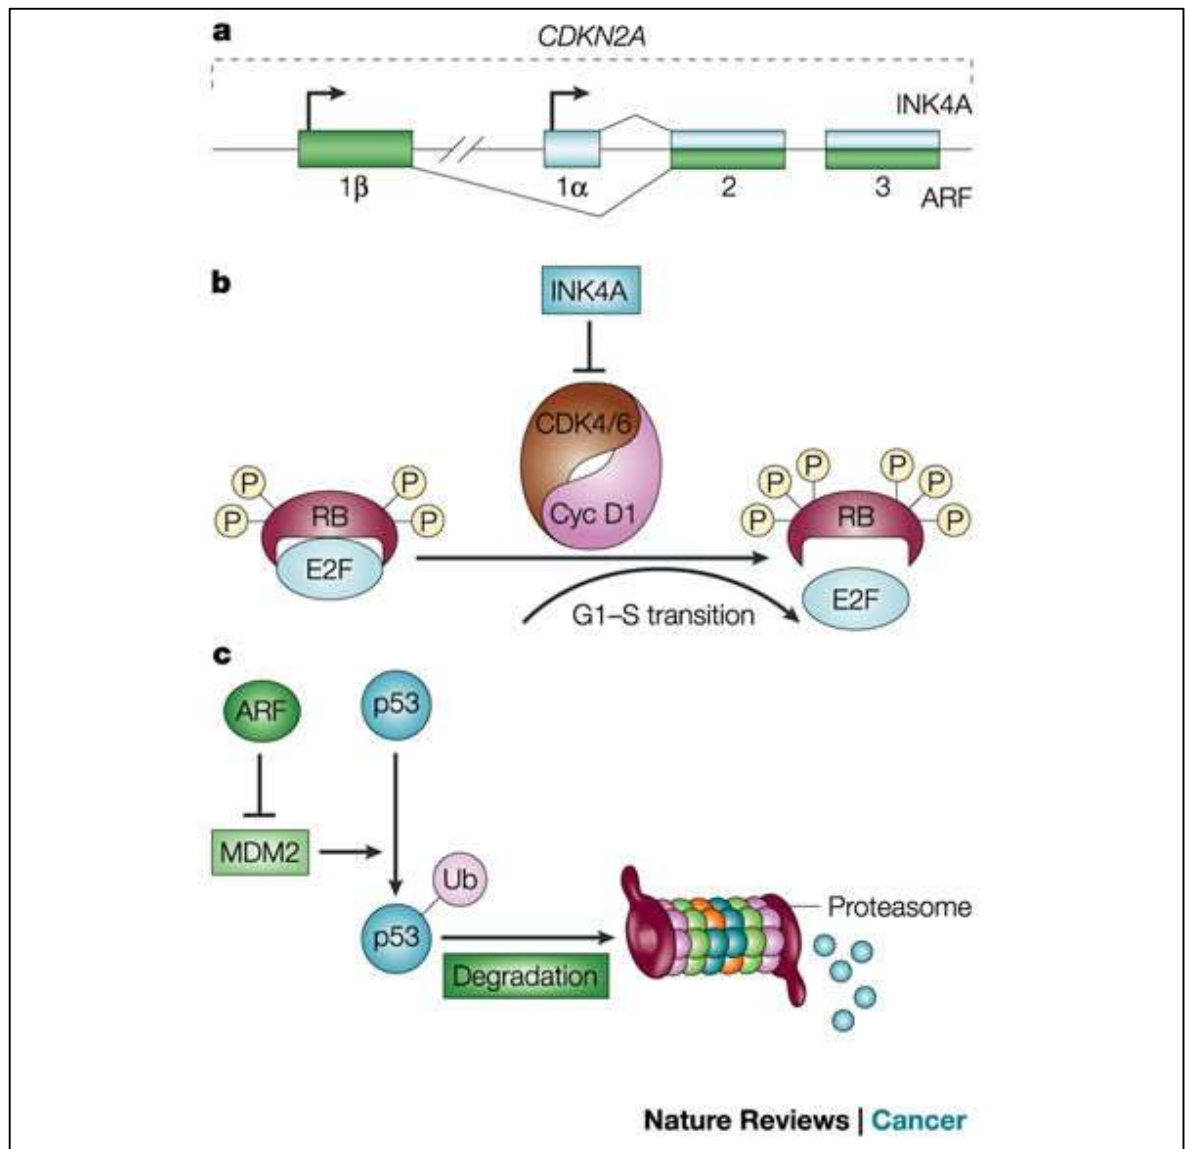 a
CDKN2A
INK4A
1β
1α
2
3
ARF
b
INK4A
CDK4/6
Cyc D1
P
P
P
P
RB
E2F
P
P
P
P
P
P
RB
E2F
G1–S transition
c
ARF
p53
MDM2
Ub
p53
Degradation
Proteasome
Nature Reviews | Cancer